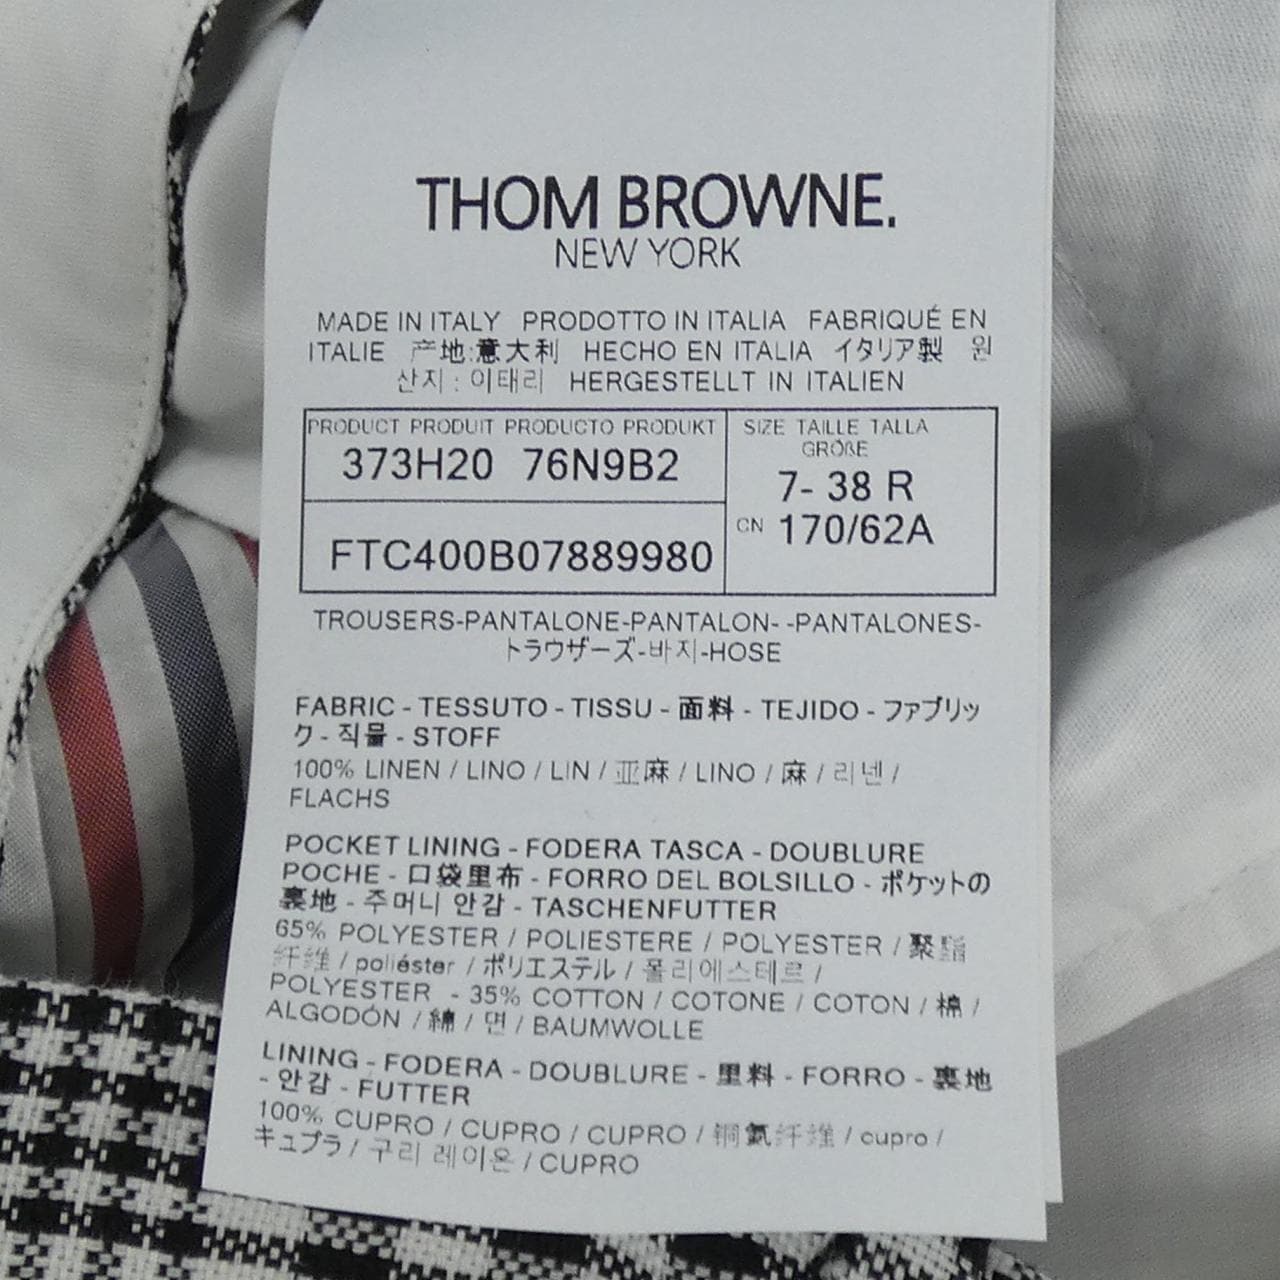 THOM BROWNE.
NEW YORK
MADE IN ITALY PRODOTTO IN ITALIA FABRIQUÉ EN
ITALIE 产地:意大利 HECHO EN ITALIA イタリア製 원
산지 : 이태리 HERGESTELLT IN ITALIEN
PRODUCT PRODUIT PRODUCTO PRODUKT
373H20 76N9B2
FTC400B07889980
SIZE TAILLE TALLA
GRÖßE
7- 38 R
CN 170/62A
TROUSERS-PANTALONE-PANTALON- -PANTALONES-
トラウザーズ-바지-HOSE
FABRIC - TESSUTO - TISSU - 面料 - TEJIDO - ファブリッ
ク - 직물 - STOFF
100% LINEN / LINO / LIN / 亚麻 / LINO / 麻 / 리넨 /
FLACHS
POCKET LINING - FODERA TASCA - DOUBLURE
POCHE - 口袋里布 - FORRO DEL BOLSILLO - ポケットの
裏地 - 주머니 안감 - TASCHENFUTTER
65% POLYESTER / POLIESTERE / POLYESTER / 聚酯
纤维 / poliéster / ポリエステル / 폴리에스테르 /
POLYESTER - 35% COTTON / COTONE / COTON / 棉 /
ALGODÓN / 綿 / 면 / BAUMWOLLE
LINING - FODERA - DOUBLURE - 里料 - FORRO - 裏地
- 안감 - FUTTER
100% CUPRO / CUPRO / CUPRO / 铜氨纤维 / cupro /
キュプラ / 구리 레이온 / CUPRO